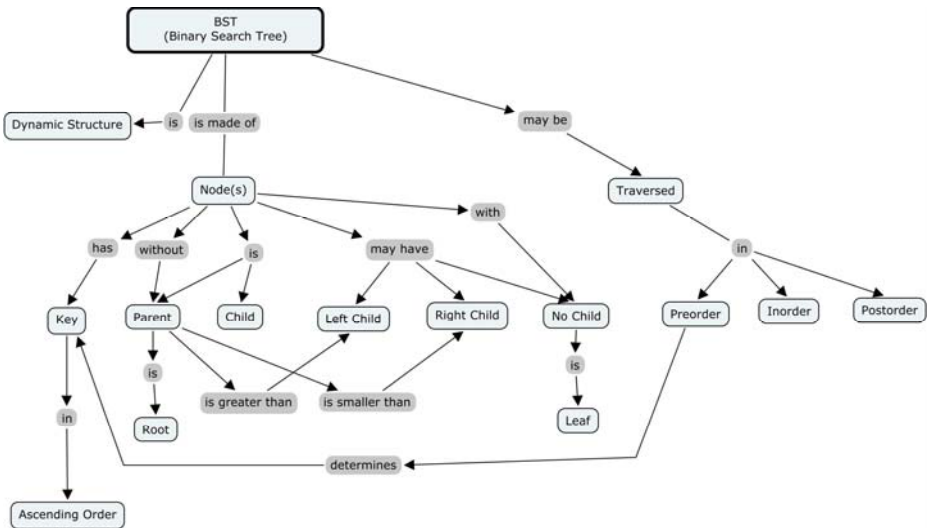 BST
(Binary Search Tree)
Dynamic Structure
is
is made of
may be
Node(s)
Traversed
with
has
without
is
may have
in
Key
Parent
Child
Left Child
Right Child
No Child
Preorder
Inorder
Postorder
is
is
is greater than
is smaller than
in
Root
Leaf
determines
Ascending Order